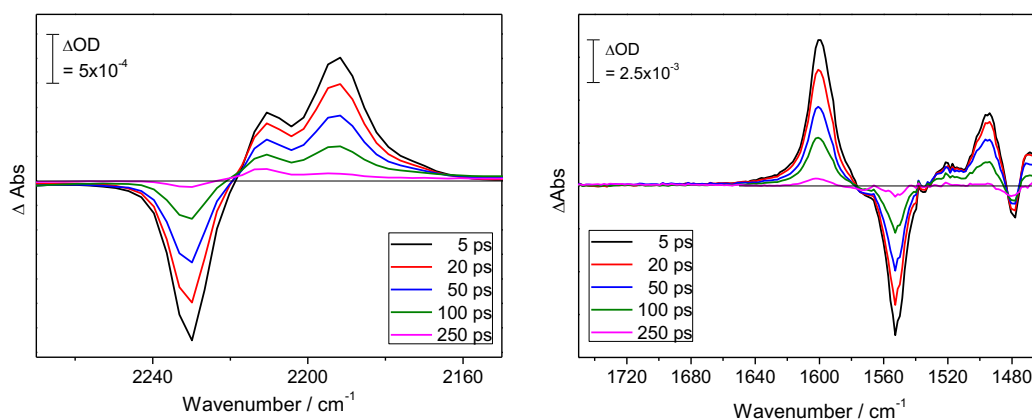 ΔOD
= 5x10⁻⁴
Δ Abs
5 ps
20 ps
50 ps
100 ps
250 ps
2240
2200
2160
Wavenumber / cm⁻¹
ΔOD
= 2.5x10⁻³
ΔAbs
5 ps
20 ps
50 ps
100 ps
250 ps
1720
1680
1640
1600
1560
1520
1480
Wavenumber / cm⁻¹